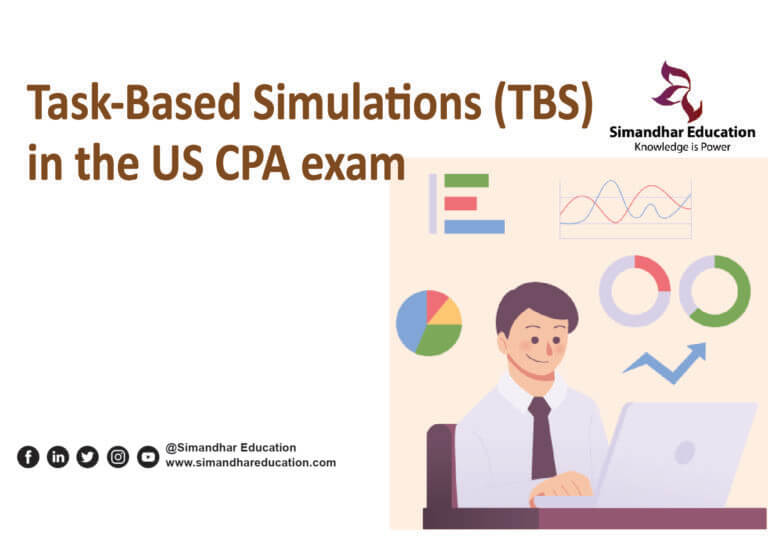 Task-Based Simulations (TBS)
in the US CPA exam
Simandhar Education
Knowledge is Power
@Simandhar Education
www.simandhareducation.com